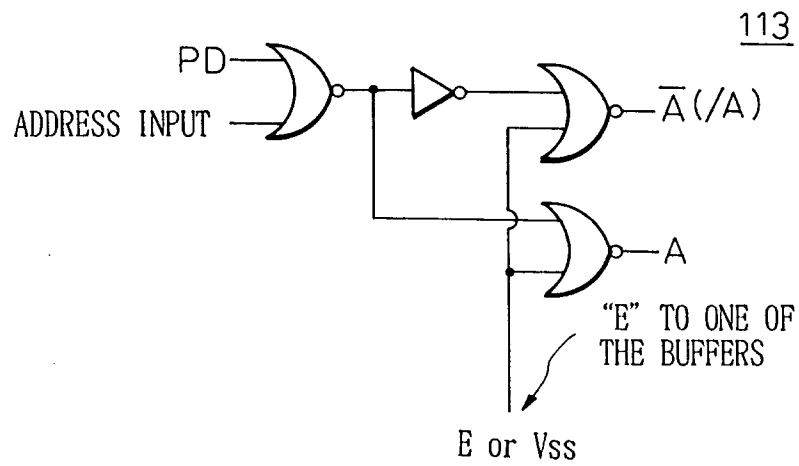 113
PD
ADDRESS INPUT
A̅(/A)
A
“E” TO ONE OF
THE BUFFERS
E or Vss